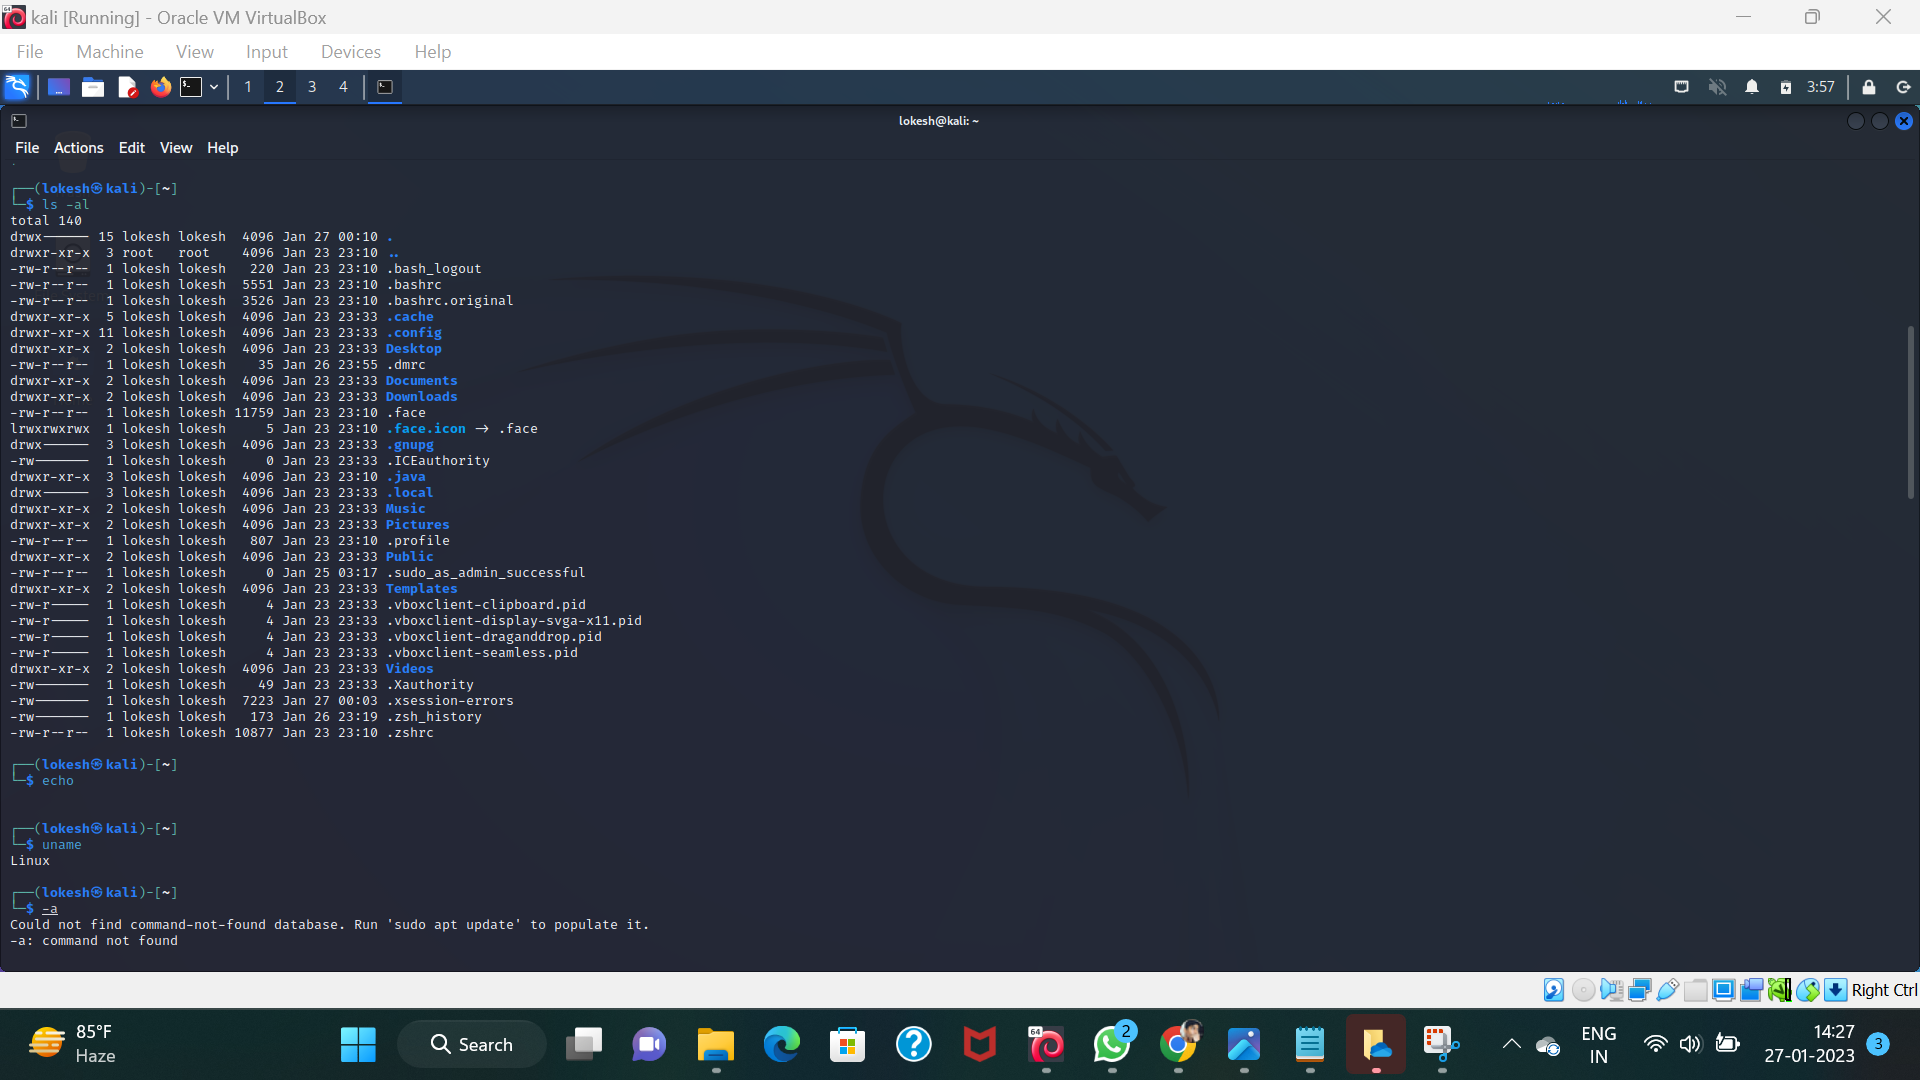 kali [Running] - Oracle VM VirtualBox
File Machine View Input Devices Help
1 2 3 4 3:57
lokesh@kali: ~
File Actions Edit View Help
┌──(lokesh㉿kali)-[~]
└─$ ls -al
total 140
drwx------ 15 lokesh lokesh 4096 Jan 27 00:10 .
drwxr-xr-x 3 root root 4096 Jan 23 23:10 ..
-rw-r--r-- 1 lokesh lokesh 220 Jan 23 23:10 .bash_logout
-rw-r--r-- 1 lokesh lokesh 5551 Jan 23 23:10 .bashrc
-rw-r--r-- 1 lokesh lokesh 3526 Jan 23 23:10 .bashrc.original
drwxr-xr-x 5 lokesh lokesh 4096 Jan 23 23:33 .cache
drwxr-xr-x 11 lokesh lokesh 4096 Jan 23 23:33 .config
drwxr-xr-x 2 lokesh lokesh 4096 Jan 23 23:33 Desktop
-rw-r--r-- 1 lokesh lokesh 35 Jan 26 23:55 .dmrc
drwxr-xr-x 2 lokesh lokesh 4096 Jan 23 23:33 Documents
drwxr-xr-x 2 lokesh lokesh 4096 Jan 23 23:33 Downloads
-rw-r--r-- 1 lokesh lokesh 11759 Jan 23 23:10 .face
lrwxrwxrwx 1 lokesh lokesh 5 Jan 23 23:10 .face.icon -> .face
drwx------ 3 lokesh lokesh 4096 Jan 23 23:33 .gnupg
-rw------- 1 lokesh lokesh 0 Jan 23 23:33 .ICEauthority
drwxr-xr-x 3 lokesh lokesh 4096 Jan 23 23:10 .java
drwx------ 3 lokesh lokesh 4096 Jan 23 23:33 .local
drwxr-xr-x 2 lokesh lokesh 4096 Jan 23 23:33 Music
drwxr-xr-x 2 lokesh lokesh 4096 Jan 23 23:33 Pictures
-rw-r--r-- 1 lokesh lokesh 807 Jan 23 23:10 .profile
drwxr-xr-x 2 lokesh lokesh 4096 Jan 23 23:33 Public
-rw-r--r-- 1 lokesh lokesh 0 Jan 25 03:17 .sudo_as_admin_successful
drwxr-xr-x 2 lokesh lokesh 4096 Jan 23 23:33 Templates
-rw-r----- 1 lokesh lokesh 4 Jan 23 23:33 .vboxclient-clipboard.pid
-rw-r----- 1 lokesh lokesh 4 Jan 23 23:33 .vboxclient-display-svga-x11.pid
-rw-r----- 1 lokesh lokesh 4 Jan 23 23:33 .vboxclient-draganddrop.pid
-rw-r----- 1 lokesh lokesh 4 Jan 23 23:33 .vboxclient-seamless.pid
drwxr-xr-x 2 lokesh lokesh 4096 Jan 23 23:33 Videos
-rw------- 1 lokesh lokesh 49 Jan 23 23:33 .Xauthority
-rw------- 1 lokesh lokesh 7223 Jan 27 00:03 .xsession-errors
-rw------- 1 lokesh lokesh 173 Jan 26 23:19 .zsh_history
-rw-r--r-- 1 lokesh lokesh 10877 Jan 23 23:10 .zshrc
┌──(lokesh㉿kali)-[~]
└─$ echo
┌──(lokesh㉿kali)-[~]
└─$ uname
Linux
┌──(lokesh㉿kali)-[~]
└─$ -a
Could not find command-not-found database. Run 'sudo apt update' to populate it.
-a: command not found
Right Ctrl
85°F
Haze
Search
64
2
ENG
IN
14:27
27-01-2023
3